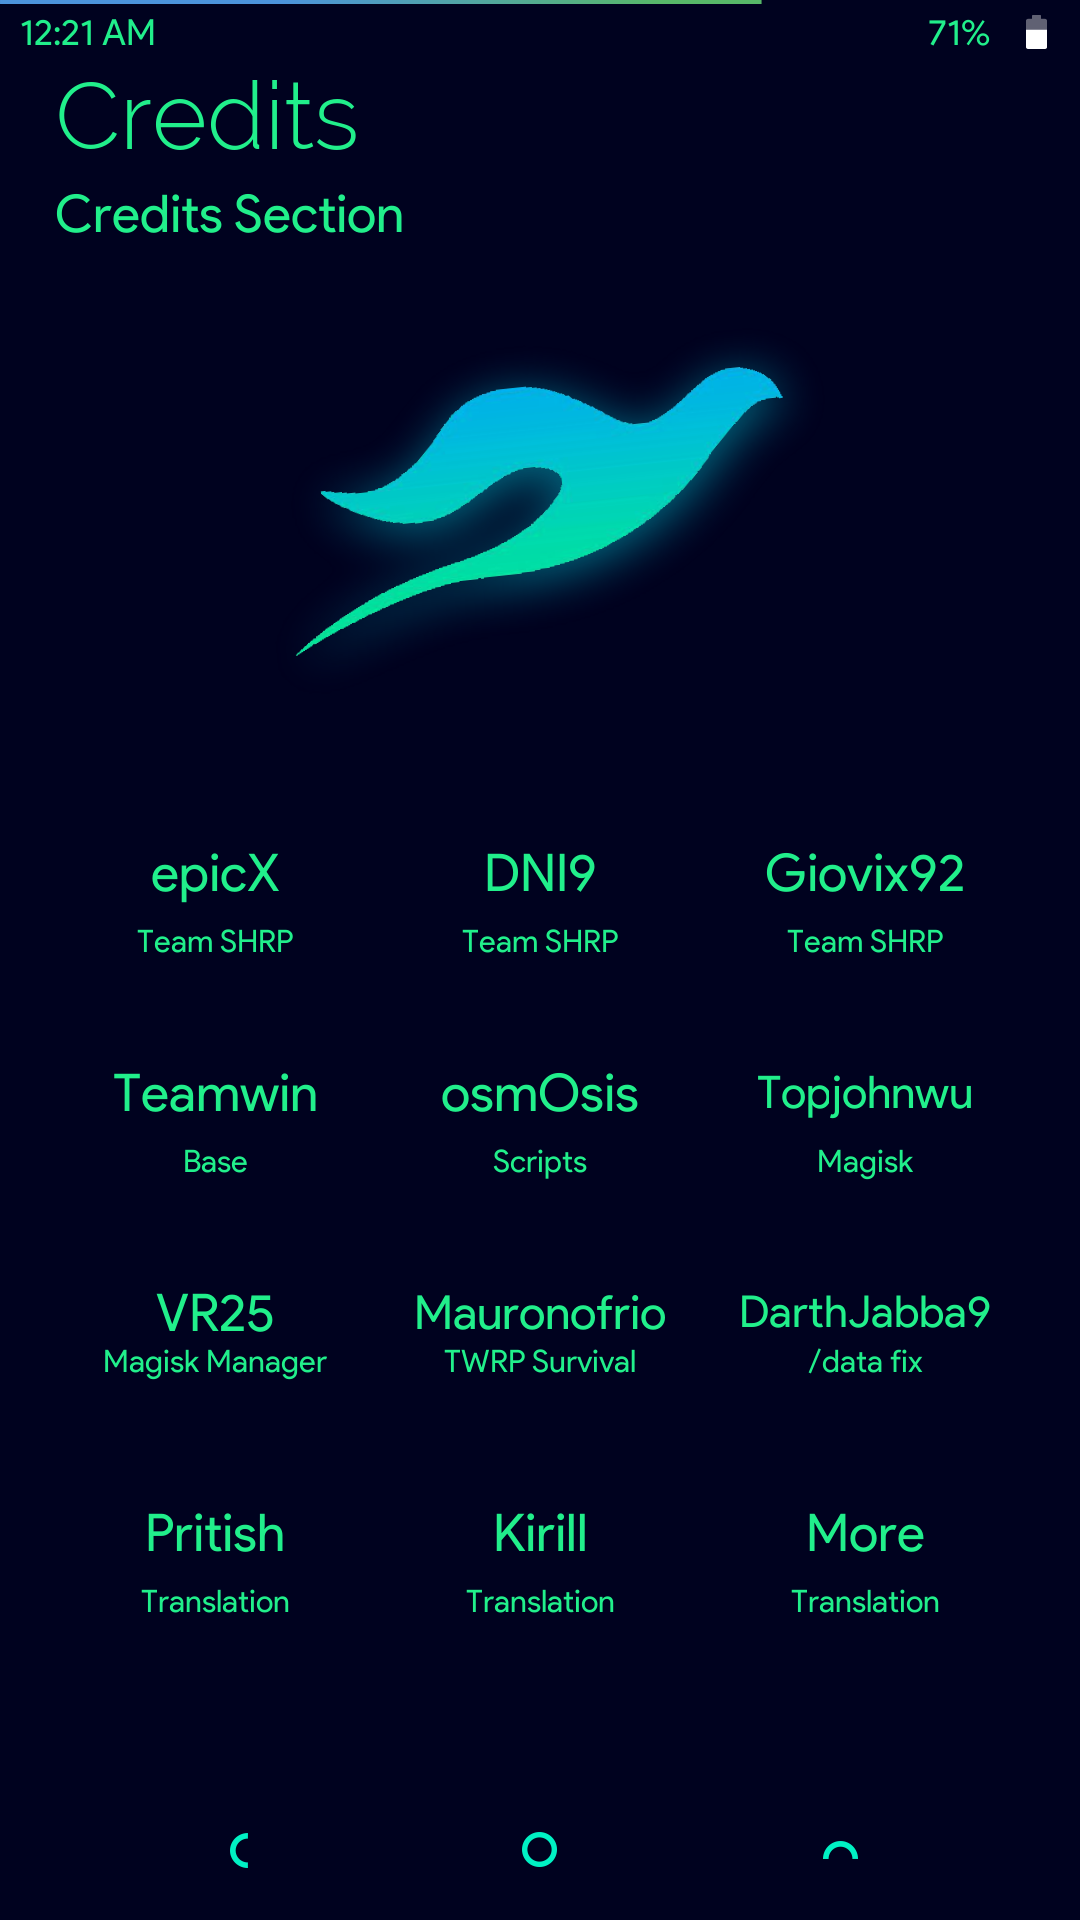 12:21 AM 71%
Credits
Credits Section
epicX DNI9 Giovix92
Team SHRP Team SHRP Team SHRP
Teamwin osmOsis Topjohnwu
Base Scripts Magisk
VR25 Mauronofrio DarthJabba9
Magisk Manager TWRP Survival /data fix
Pritish Kirill More
Translation Translation Translation